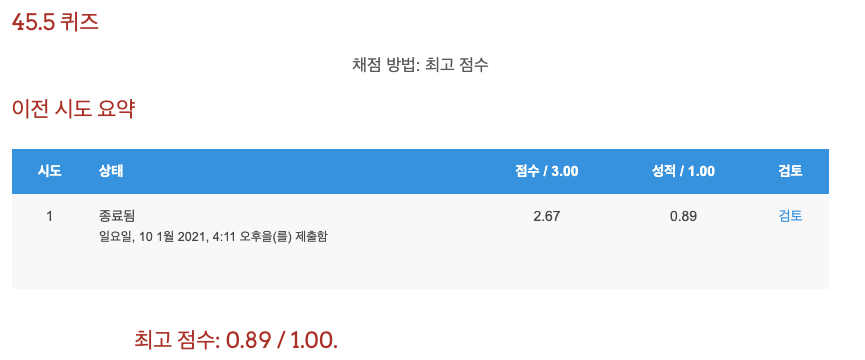 45.5 퀴즈
채점 방법: 최고 점수
이전 시도 요약
시도 상태 점수 / 3.00 성적 / 1.00 검토
1 종료됨 2.67 0.89 검토
일요일, 10 1월 2021, 4:11 오후을(를) 제출함
최고 점수: 0.89 / 1.00.